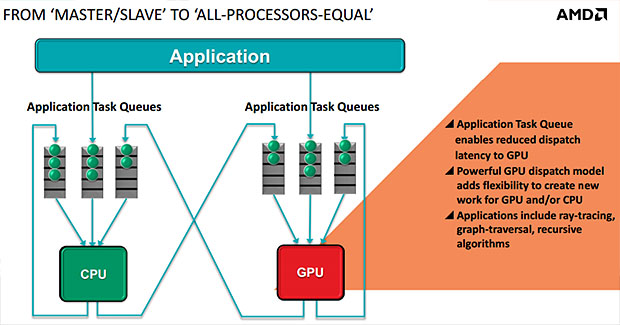 FROM ‘MASTER/SLAVE’ TO ‘ALL-PROCESSORS-EQUAL’
AMD
Application
Application Task Queues
Application Task Queues
Application Task Queue
enables reduced dispatch
latency to GPU
Powerful GPU dispatch model
adds flexibility to create new
work for GPU and/or CPU
Applications include ray-tracing,
graph-traversal, recursive
algorithms
CPU
GPU